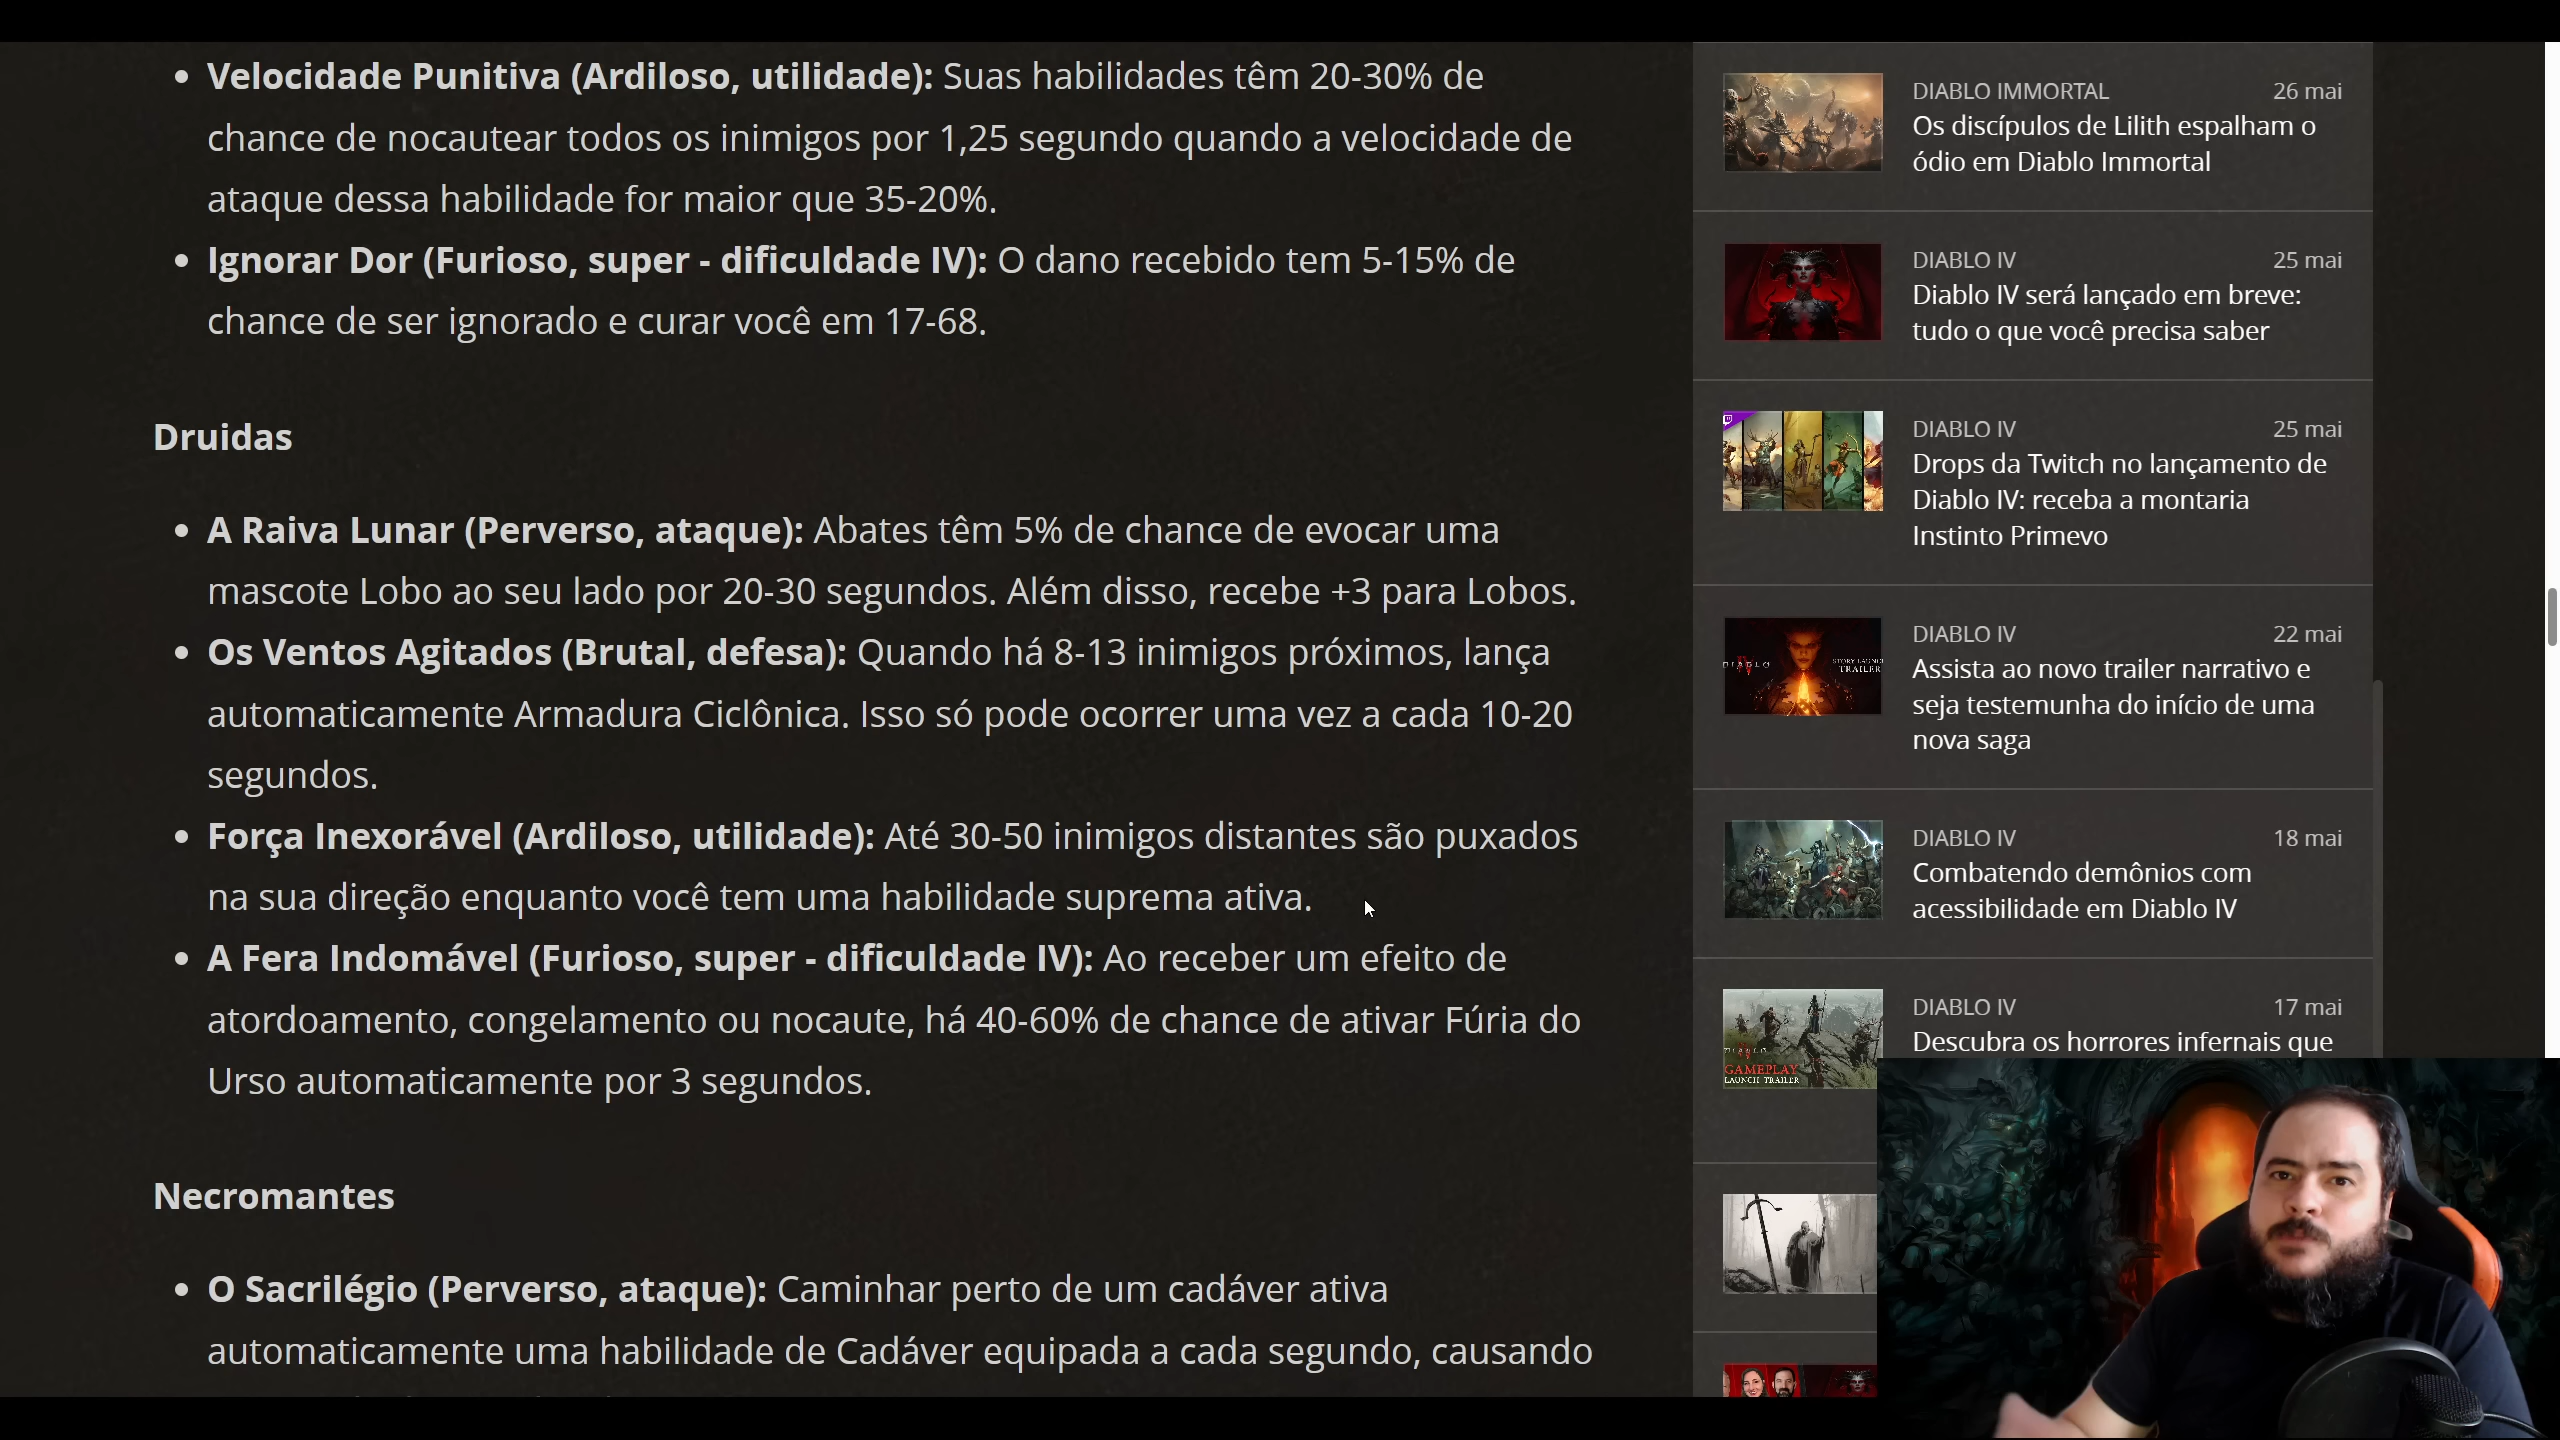 • Velocidade Punitiva (Ardiloso, utilidade): Suas habilidades têm 20-30% de
chance de nocautear todos os inimigos por 1,25 segundo quando a velocidade de
ataque dessa habilidade for maior que 35-20%.
• Ignorar Dor (Furioso, super - dificuldade IV): O dano recebido tem 5-15% de
chance de ser ignorado e curar você em 17-68.
Druidas
• A Raiva Lunar (Perverso, ataque): Abates têm 5% de chance de evocar uma
mascote Lobo ao seu lado por 20-30 segundos. Além disso, recebe +3 para Lobos.
• Os Ventos Agitados (Brutal, defesa): Quando há 8-13 inimigos próximos, lança
automaticamente Armadura Ciclônica. Isso só pode ocorrer uma vez a cada 10-20
segundos.
• Força Inexorável (Ardiloso, utilidade): Até 30-50 inimigos distantes são puxados
na sua direção enquanto você tem uma habilidade suprema ativa.
• A Fera Indomável (Furioso, super - dificuldade IV): Ao receber um efeito de
atordoamento, congelamento ou nocaute, há 40-60% de chance de ativar Fúria do
Urso automaticamente por 3 segundos.
Necromantes
• O Sacrilégio (Perverso, ataque): Caminhar perto de um cadáver ativa
automaticamente uma habilidade de Cadáver equipada a cada segundo, causando
DIABLO IMMORTAL 26 mai
Os discípulos de Lilith espalham o
ódio em Diablo Immortal
DIABLO IV 25 mai
Diablo IV será lançado em breve:
tudo o que você precisa saber
DIABLO IV 25 mai
Drops da Twitch no lançamento de
Diablo IV: receba a montaria
Instinto Primevo
DIABLO IV 22 mai
Assista ao novo trailer narrativo e
seja testemunha do início de uma
nova saga
STORY LAUNCH
TRAILER
DIABLO IV 18 mai
Combatendo demônios com
acessibilidade em Diablo IV
DIABLO IV 17 mai
Descubra os horrores infernais que
DIABLO
GAMEPLAY
LAUNCH TRAILER